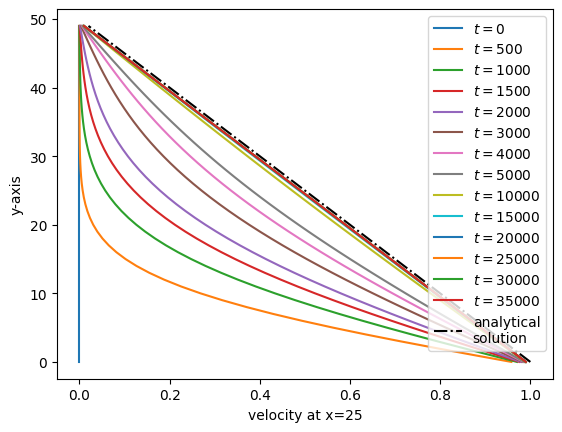 50
40
30
20
10
0
y-axis
0.0 0.2 0.4 0.6 0.8 1.0
velocity at x=25
t = 0
t = 500
t = 1000
t = 1500
t = 2000
t = 3000
t = 4000
t = 5000
t = 10000
t = 15000
t = 20000
t = 25000
t = 30000
t = 35000
analytical
solution